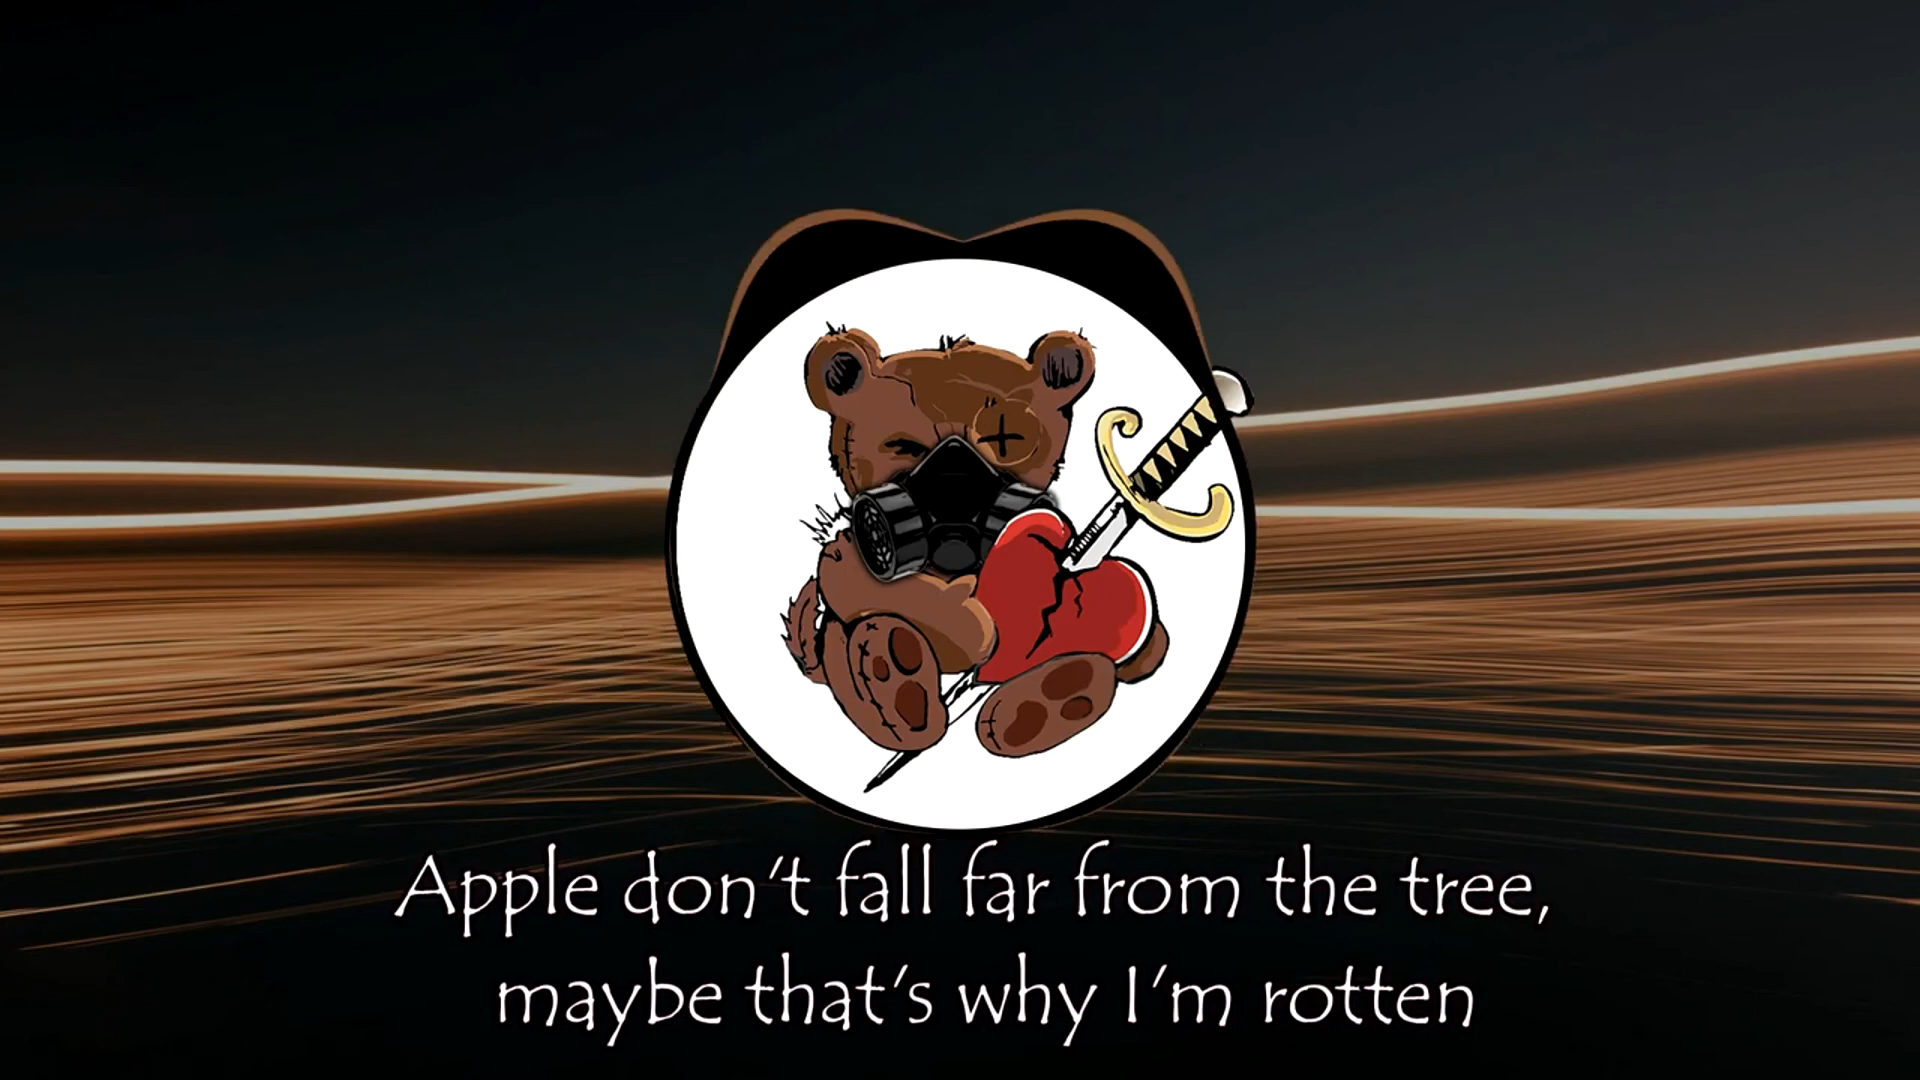 Apple don't fall far from the tree,
maybe that's why I'm rotten